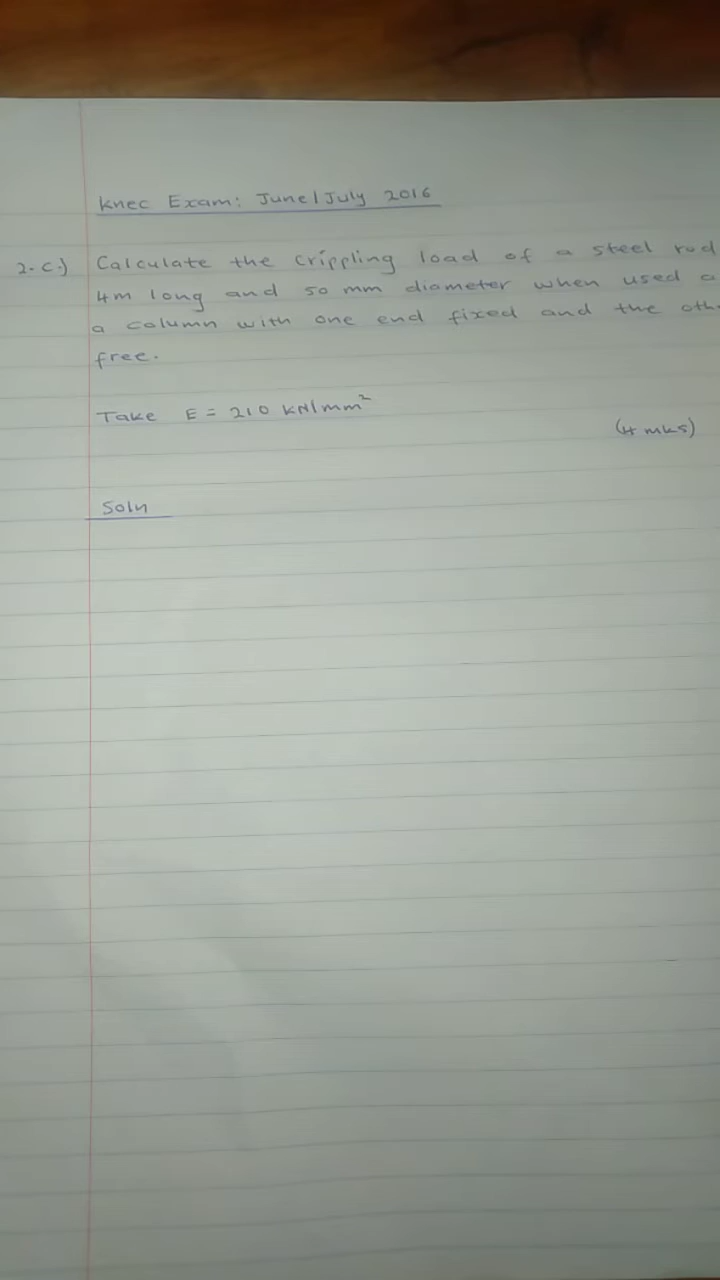 Knec Exam: June/July 2016
2. c.) Calculate the crippling load of a steel rod
4m long and 50 mm diameter when used
a column with one end fixed and the
free.
Take E = 210 kN/mm²
(4 mks)
Soln